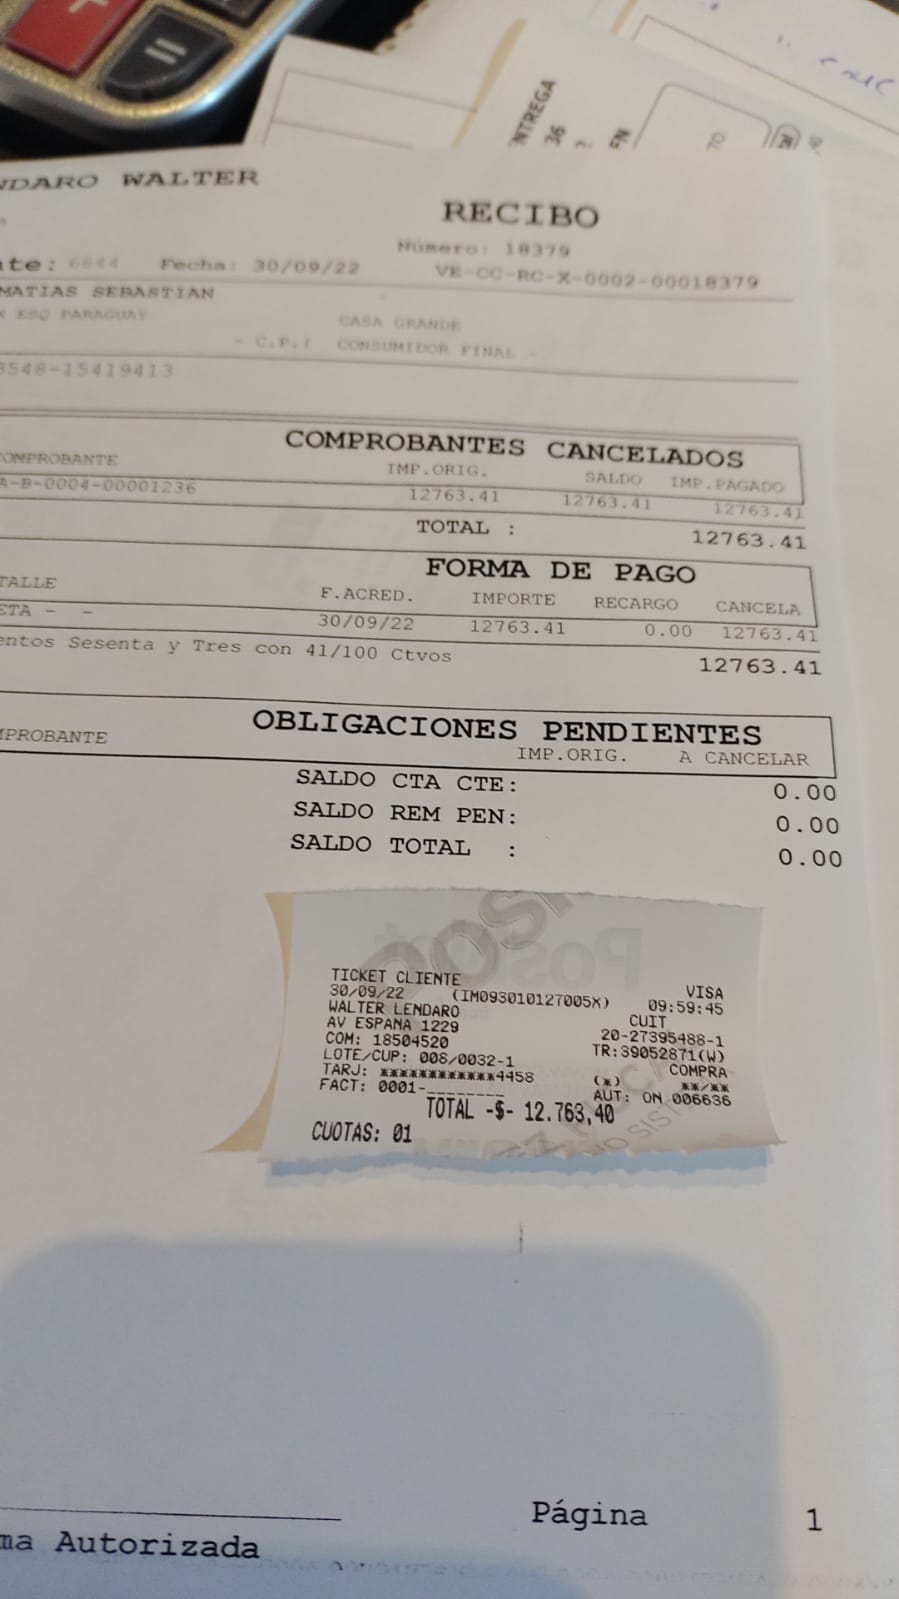 NTREGA
36
EN
TO
NDARO WALTER
RECIBO
Número: 18379
te: 6844 Fecha: 30/09/22 VE-CC-RC-X-0002-00018379
MATIAS SEBASTIAN
ESQ PARAGUAY CASA GRANDE
- C.P.( CONSUMIDOR FINAL -
3548-15419413
COMPROBANTES CANCELADOS
COMPROBANTE IMP.ORIG. SALDO IMP.PAGADO
A-B-0004-00001236 12763.41 12763.41 12763.41
TOTAL : 12763.41
FORMA DE PAGO
TALLE F.ACRED. IMPORTE RECARGO CANCELA
ETA - - 30/09/22 12763.41 0.00 12763.41
entos Sesenta y Tres con 41/100 Ctvos 12763.41
OBLIGACIONES PENDIENTES
MPROBANTE IMP.ORIG. A CANCELAR
SALDO CTA CTE: 0.00
SALDO REM PEN: 0.00
SALDO TOTAL : 0.00
TICKET CLIENTE VISA
30/09/22 (IM093010127005X) 09:59:45
WALTER LENDARO CUIT
AV ESPANA 1229 20-27395488-1
COM: 18504520 TR:39052871(W)
LOTE/CUP: 008/0032-1 COMPRA
TARJ: ************4458 (*) **/**
FACT: 0001-________ AUT: ON 006636
TOTAL -$- 12.763,40
CUOTAS: 01
Página 1
ma Autorizada